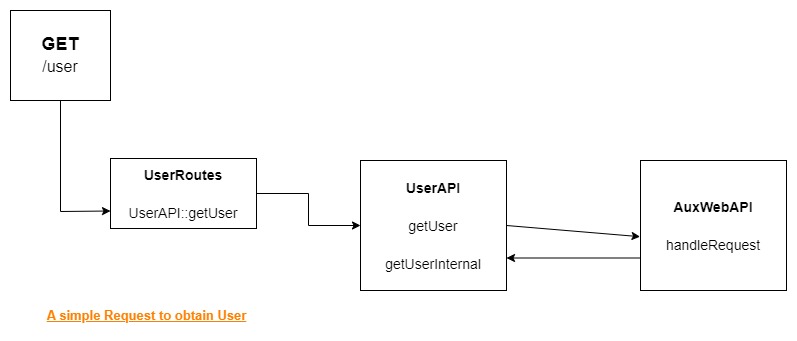 GET
/user
UserRoutes
UserAPI::getUser
UserAPI
getUser
getUserInternal
AuxWebAPI
handleRequest
A simple Request to obtain User